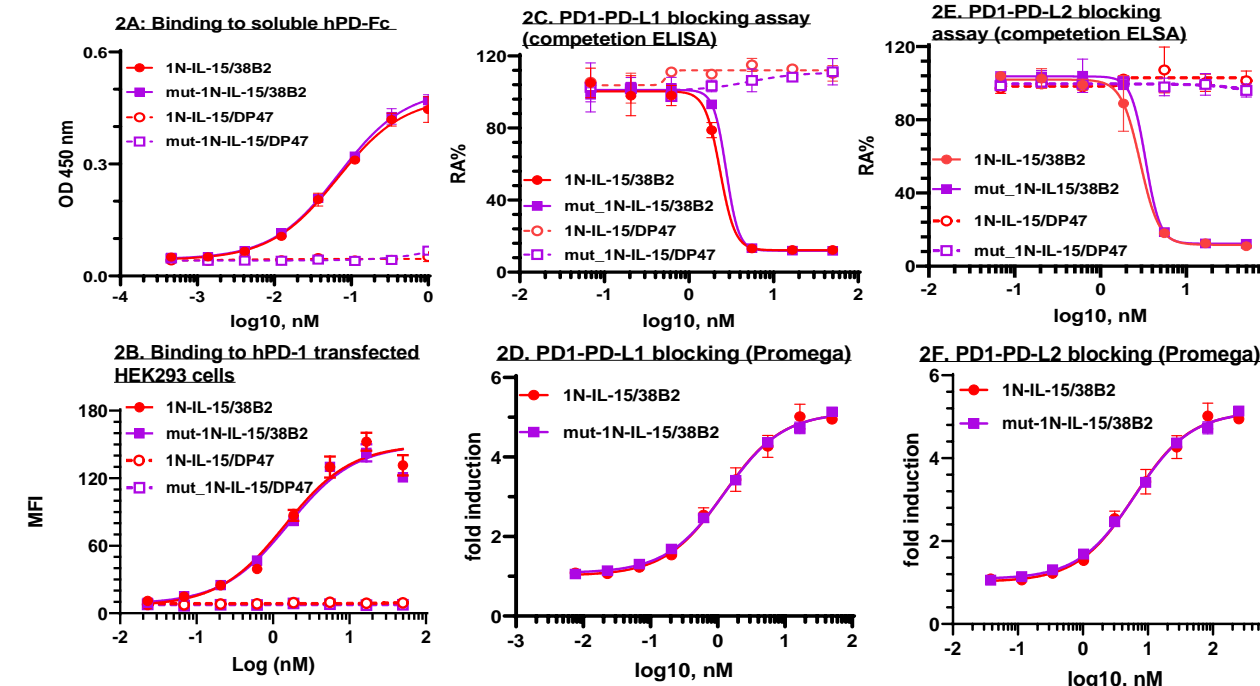 2A: Binding to soluble hPD-Fc
0.6
0.3
0.0
OD 450 nm
1N-IL-15/38B2
mut-1N-IL-15/38B2
1N-IL-15/DP47
mut-1N-IL-15/DP47
-4 -3 -2 -1 0
log10, nM
2C. PD1-PD-L1 blocking assay
(competetion ELISA)
120
80
40
0
RA%
1N-IL-15/38B2
mut_1N-IL-15/38B2
1N-IL-15/DP47
mut_1N-IL-15/DP47
-2 -1 0 1 2
log10, nM
2E. PD1-PD-L2 blocking
assay (competetion ELSA)
120
80
40
0
RA%
1N-IL-15/38B2
mut_1N-IL15/38B2
1N-IL-15/DP47
mut_1N-IL-15/DP47
-2 -1 0 1
log10, nM
2B. Binding to hPD-1 transfected
HEK293 cells
180
120
60
0
MFI
1N-IL-15/38B2
mut-1N-IL-15/38B2
1N-IL-15/DP47
mut_1N-IL-15/DP47
-2 -1 0 1 2
Log (nM)
2D. PD1-PD-L1 blocking (Promega)
6
4
2
0
fold induction
1N-IL-15/38B2
mut-1N-IL-15/38B2
-3 -2 -1 0 1 2
log10, nM
2F. PD1-PD-L2 blocking (Promega)
6
4
2
0
fold induction
1N-IL-15/38B2
mut-1N-IL-15/38B2
-2 -1 0 1 2
log10, nM